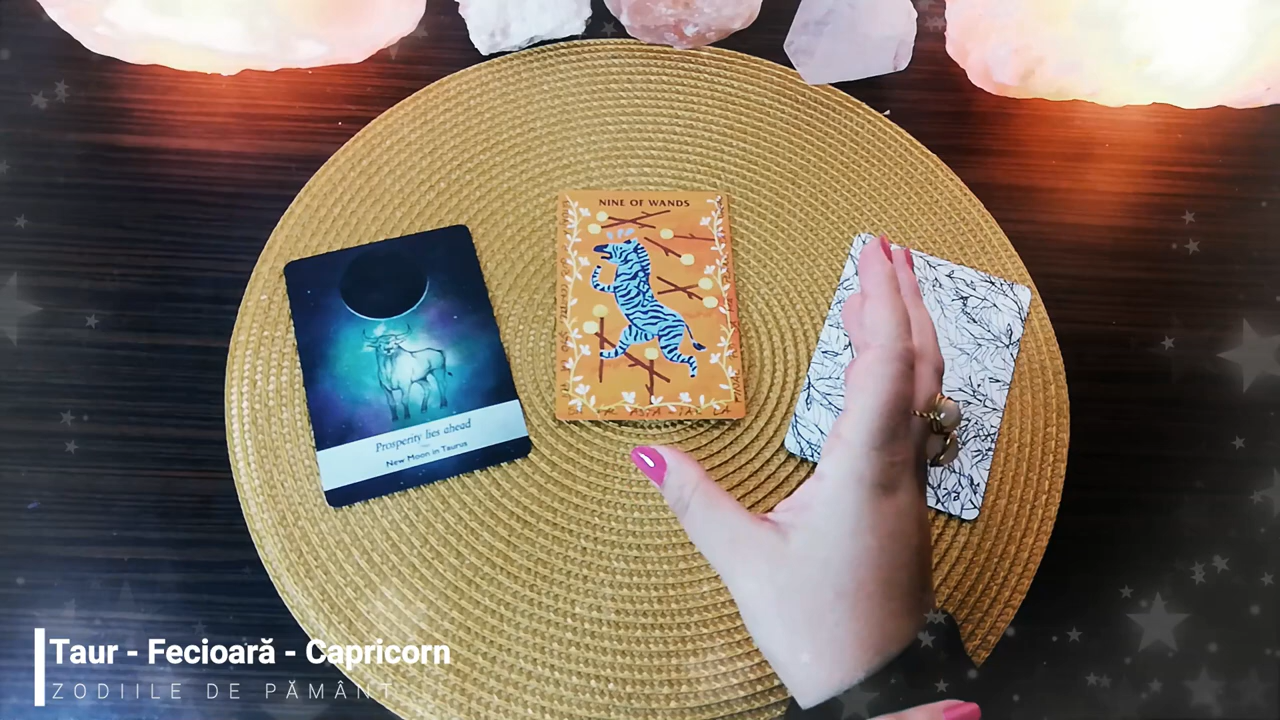 NINE OF WANDS
Prosperity lies ahead
New Moon in Taurus
Taur - Fecioară - Capricorn
ZODIILE DE PĂMÂNT